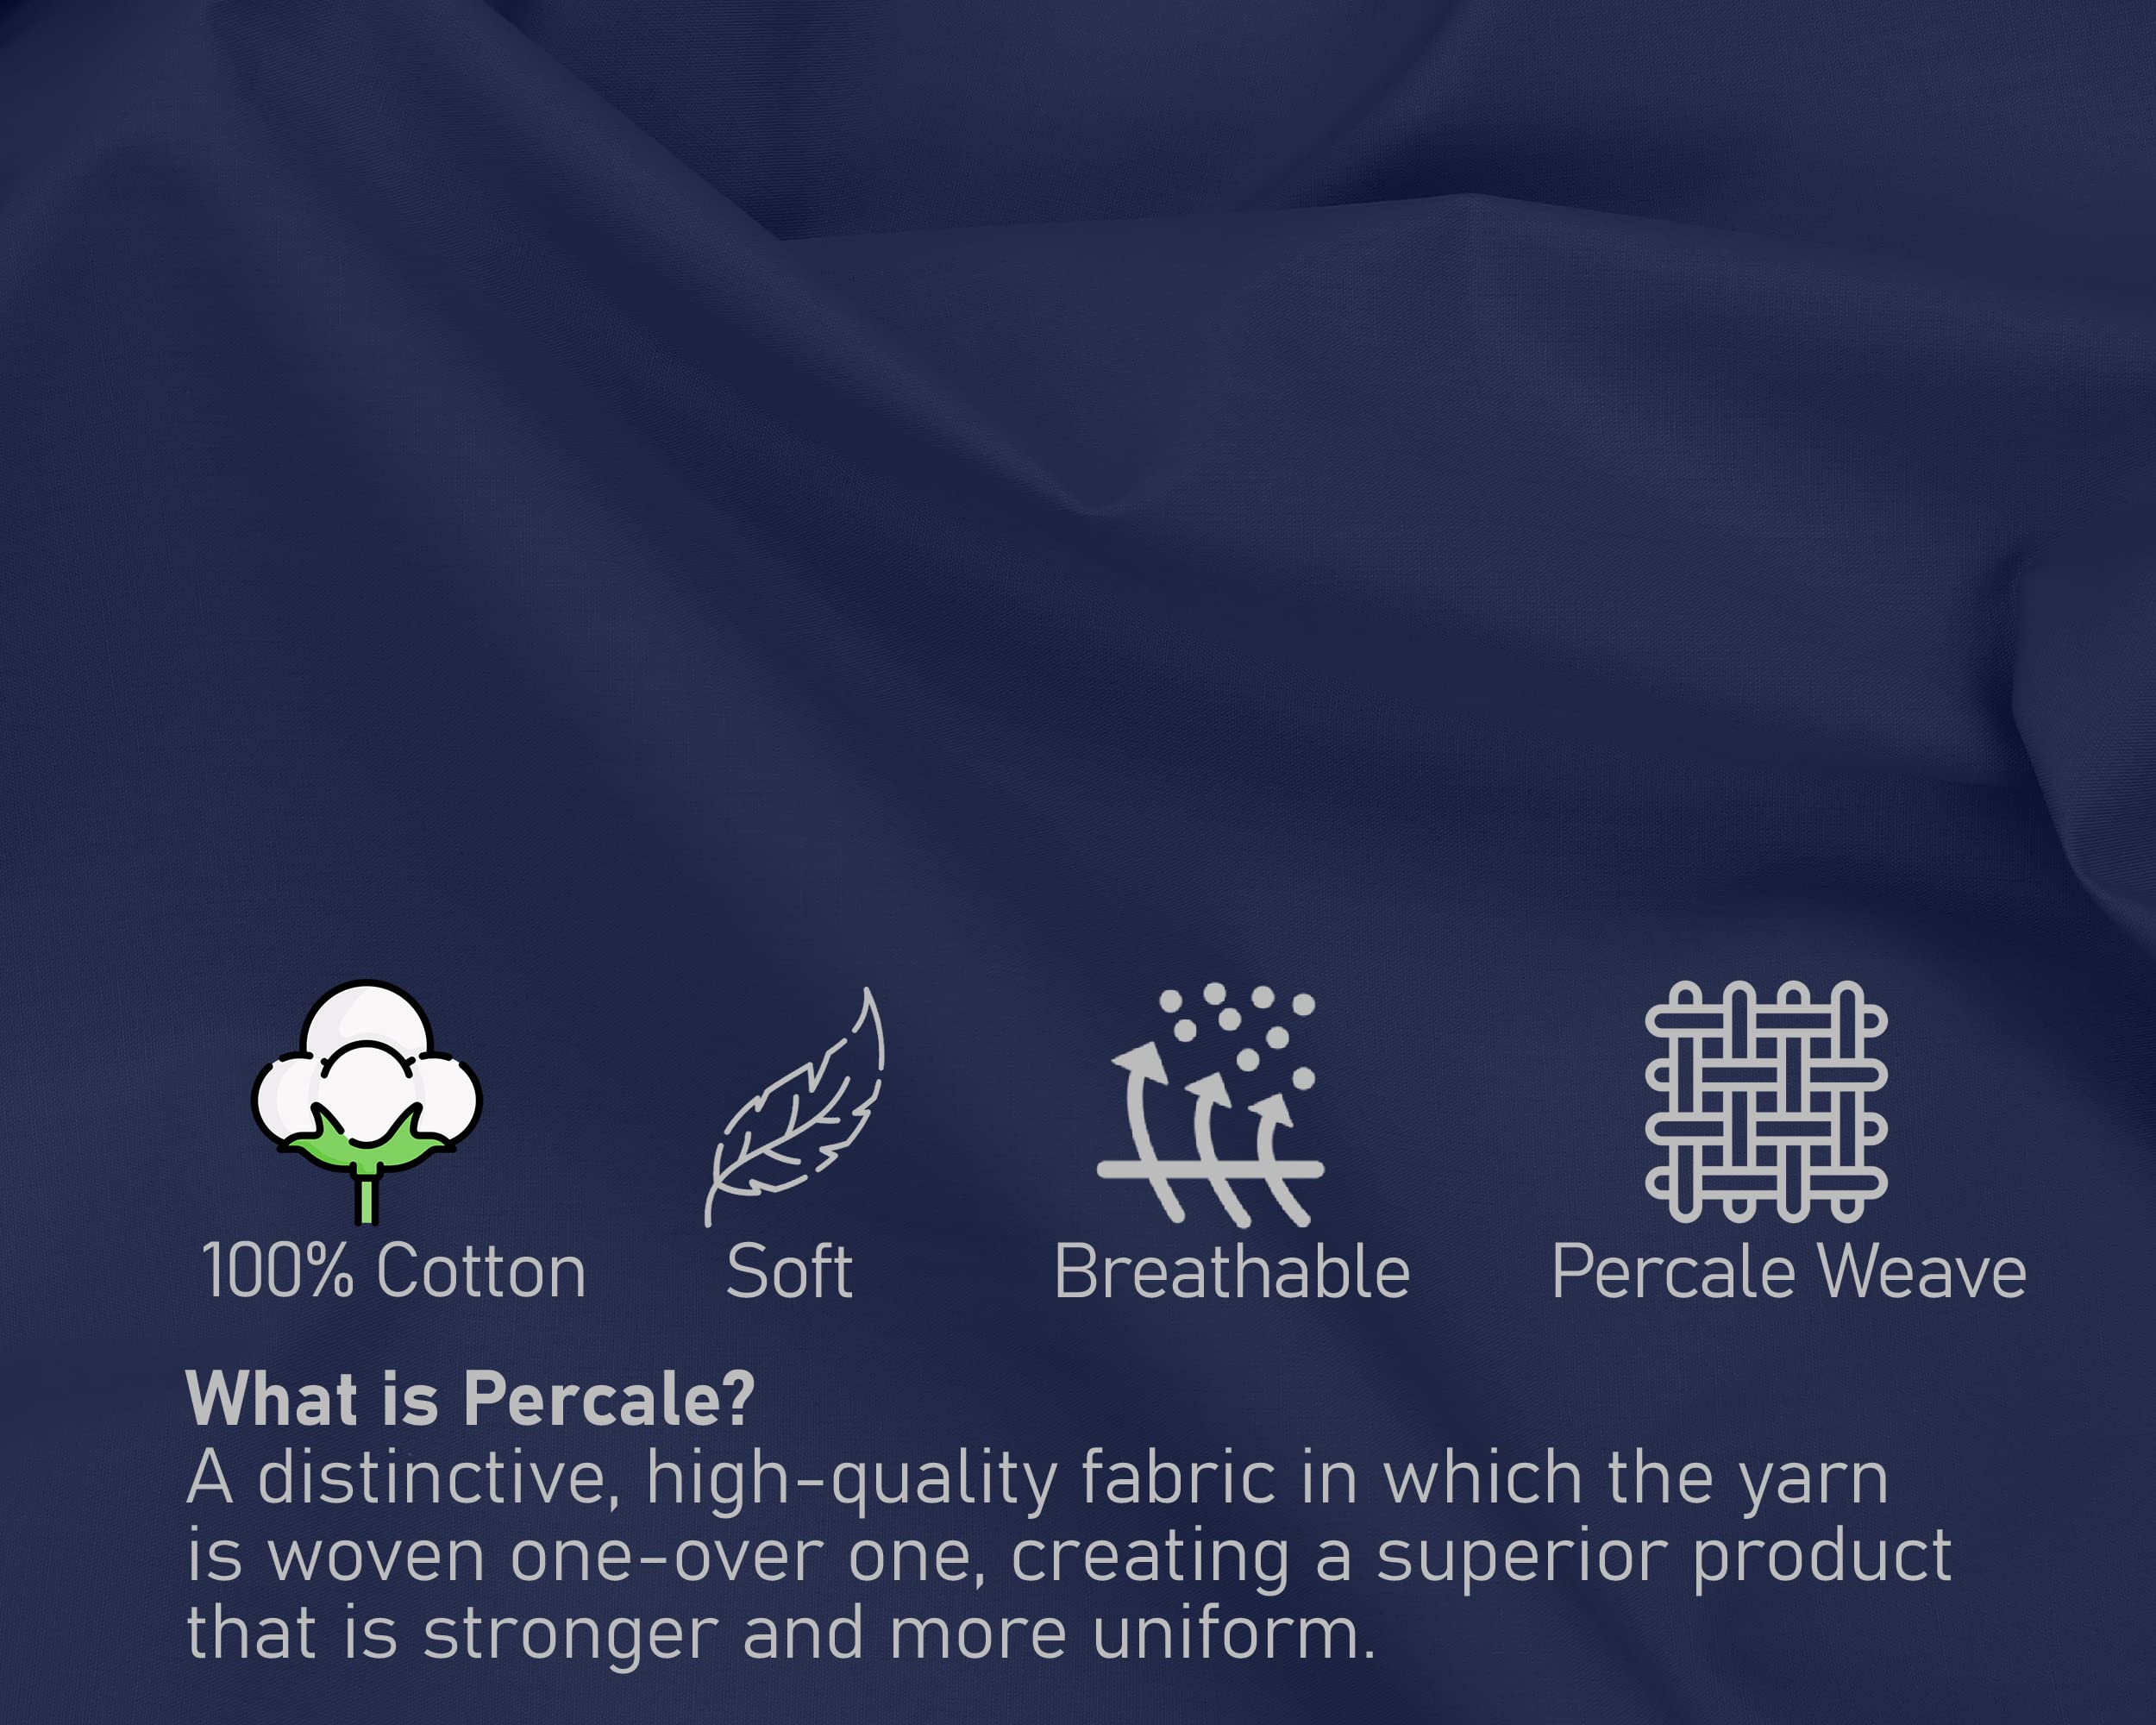 100% Cotton
Soft
Breathable
Percale Weave
What is Percale?
A distinctive, high-quality fabric in which the yarn
is woven one-over one, creating a superior product
that is stronger and more uniform.